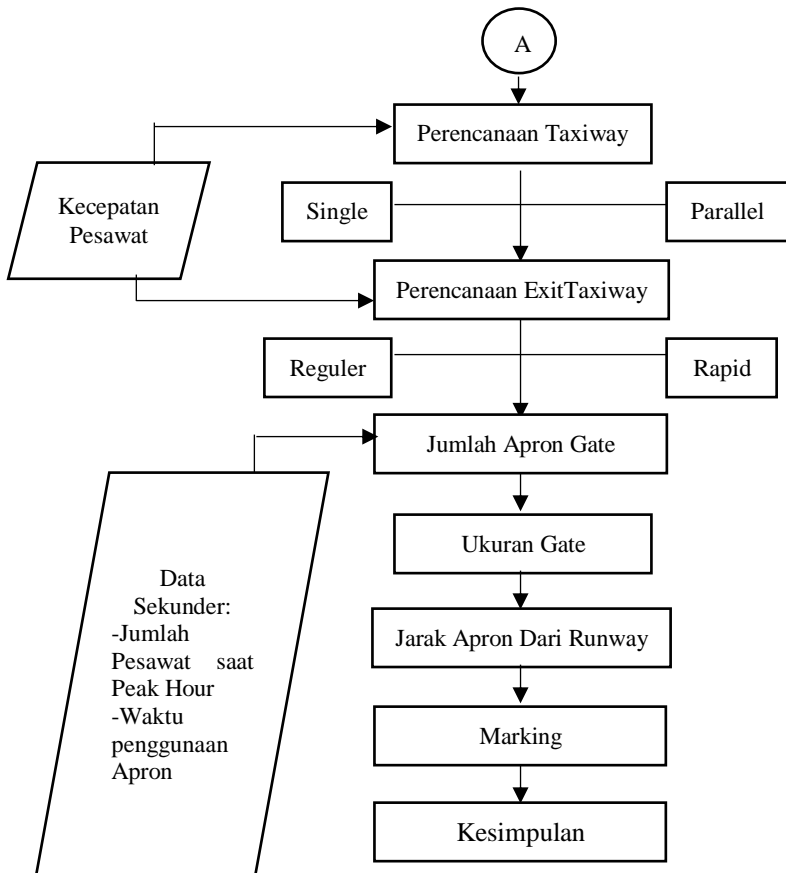 A
Perencanaan Taxiway
Kecepatan
Pesawat
Single
Parallel
Perencanaan ExitTaxiway
Reguler
Rapid
Jumlah Apron Gate
Ukuran Gate
Data
Sekunder:
-Jumlah
Pesawat saat
Peak Hour
-Waktu
penggunaan
Apron
Jarak Apron Dari Runway
Marking
Kesimpulan